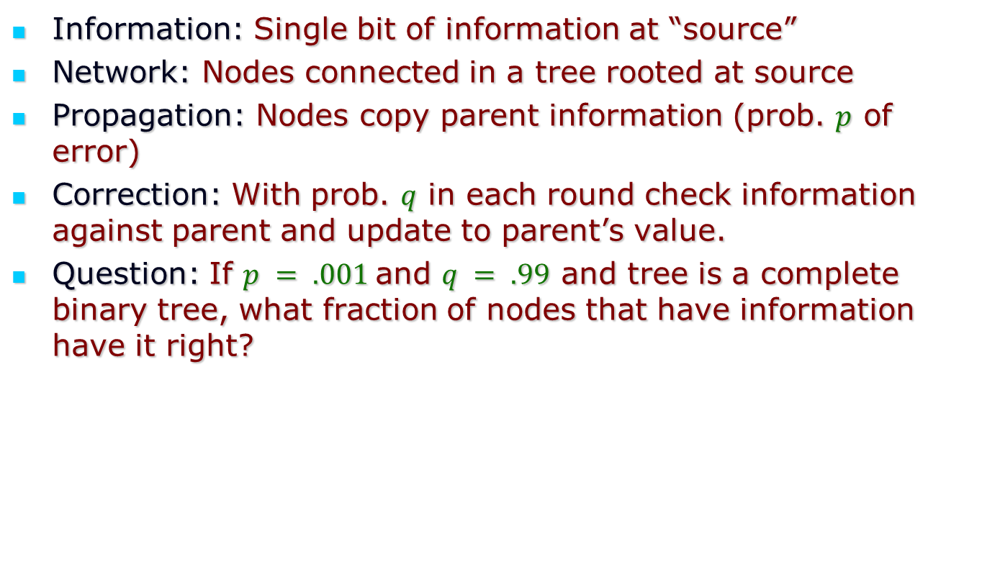 Information: Single bit of information at “source”
Network: Nodes connected in a tree rooted at source
Propagation: Nodes copy parent information (prob. 𝑝 of
error)
Correction: With prob. 𝑞 in each round check information
against parent and update to parent’s value.
Question: If 𝑝 = .001 and 𝑞 = .99 and tree is a complete
binary tree, what fraction of nodes that have information
have it right?